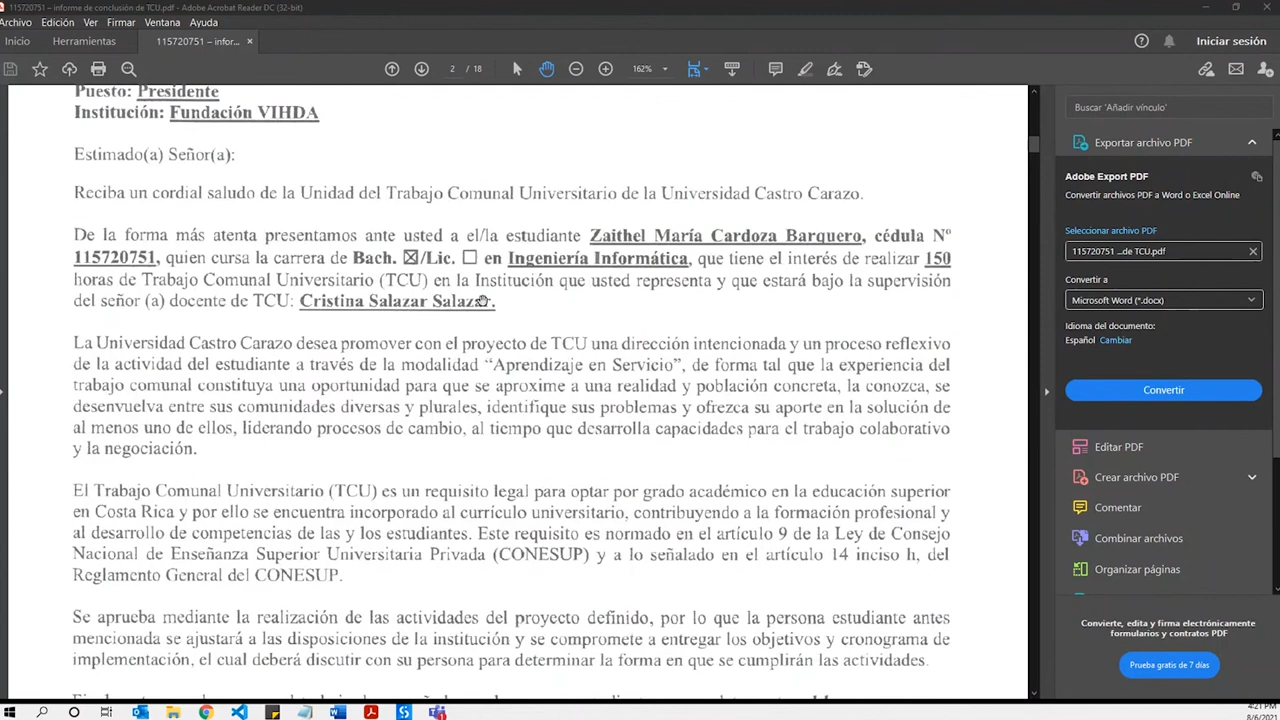 115720751 – informe de conclusión de TCU.pdf - Adobe Acrobat Reader DC (32-bit)
Archivo Edición Ver Firmar Ventana Ayuda
Inicio Herramientas 115720751 – infor... × Iniciar sesión
2 / 18 162%
Puesto: Presidente
Institución: Fundación VIHDA
Estimado(a) Señor(a):
Reciba un cordial saludo de la Unidad del Trabajo Comunal Universitario de la Universidad Castro Carazo.
De la forma más atenta presentamos ante usted a el/la estudiante Zaithel María Cardoza Barquero, cédula Nº
115720751, quien cursa la carrera de Bach. ☒/Lic. ☐ en Ingeniería Informática, que tiene el interés de realizar 150
horas de Trabajo Comunal Universitario (TCU) en la Institución que usted representa y que estará bajo la supervisión
del señor (a) docente de TCU: Cristina Salazar Salazar.
La Universidad Castro Carazo desea promover con el proyecto de TCU una dirección intencionada y un proceso reflexivo
de la actividad del estudiante a través de la modalidad “Aprendizaje en Servicio”, de forma tal que la experiencia del
trabajo comunal constituya una oportunidad para que se aproxime a una realidad y población concreta, la conozca, se
desenvuelva entre sus comunidades diversas y plurales, identifique sus problemas y ofrezca su aporte en la solución de
al menos uno de ellos, liderando procesos de cambio, al tiempo que desarrolla capacidades para el trabajo colaborativo
y la negociación.
El Trabajo Comunal Universitario (TCU) es un requisito legal para optar por grado académico en la educación superior
en Costa Rica y por ello se encuentra incorporado al currículo universitario, contribuyendo a la formación profesional y
al desarrollo de competencias de las y los estudiantes. Este requisito es normado en el artículo 9 de la Ley de Consejo
Nacional de Enseñanza Superior Universitaria Privada (CONESUP) y a lo señalado en el artículo 14 inciso h, del
Reglamento General del CONESUP.
Se aprueba mediante la realización de las actividades del proyecto definido, por lo que la persona estudiante antes
mencionada se ajustará a las disposiciones de la institución y se compromete a entregar los objetivos y cronograma de
implementación, el cual deberá discutir con su persona para determinar la forma en que se cumplirán las actividades.
Buscar 'Añadir vínculo'
Exportar archivo PDF
Adobe Export PDF
Convertir archivos PDF a Word o Excel Online
Seleccionar archivo PDF
115720751 ...de TCU.pdf
Convertir a
Microsoft Word (*.docx)
Idioma del documento:
Español Cambiar
Convertir
Editar PDF
Crear archivo PDF
Comentar
Combinar archivos
Organizar páginas
Convierte, edita y firma electrónicamente
formularios y contratos PDF
Prueba gratis de 7 días
4:21 PM
8/6/2021